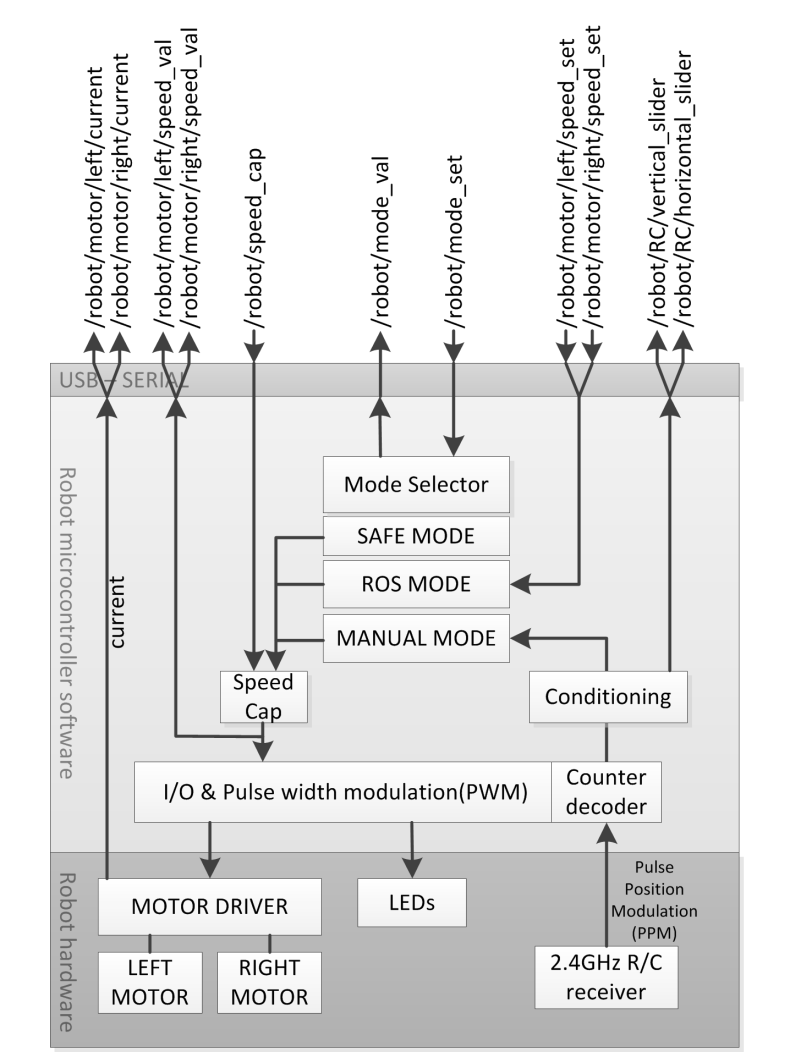 /robot/motor/left/current
/robot/motor/right/current
/robot/motor/left/speed_val
/robot/motor/right/speed_val
/robot/speed_cap
/robot/mode_val
/robot/mode_set
/robot/motor/left/speed_set
/robot/motor/right/speed_set
/robot/RC/vertical_slider
/robot/RC/horizontal_slider
USB – SERIAL
Robot microcontroller software
Mode Selector
SAFE MODE
ROS MODE
MANUAL MODE
current
Speed
Cap
Conditioning
I/O & Pulse width modulation(PWM)
Counter
decoder
Robot hardware
MOTOR DRIVER
LEDs
Pulse
Position
Modulation
(PPM)
LEFT
MOTOR
RIGHT
MOTOR
2.4GHz R/C
receiver